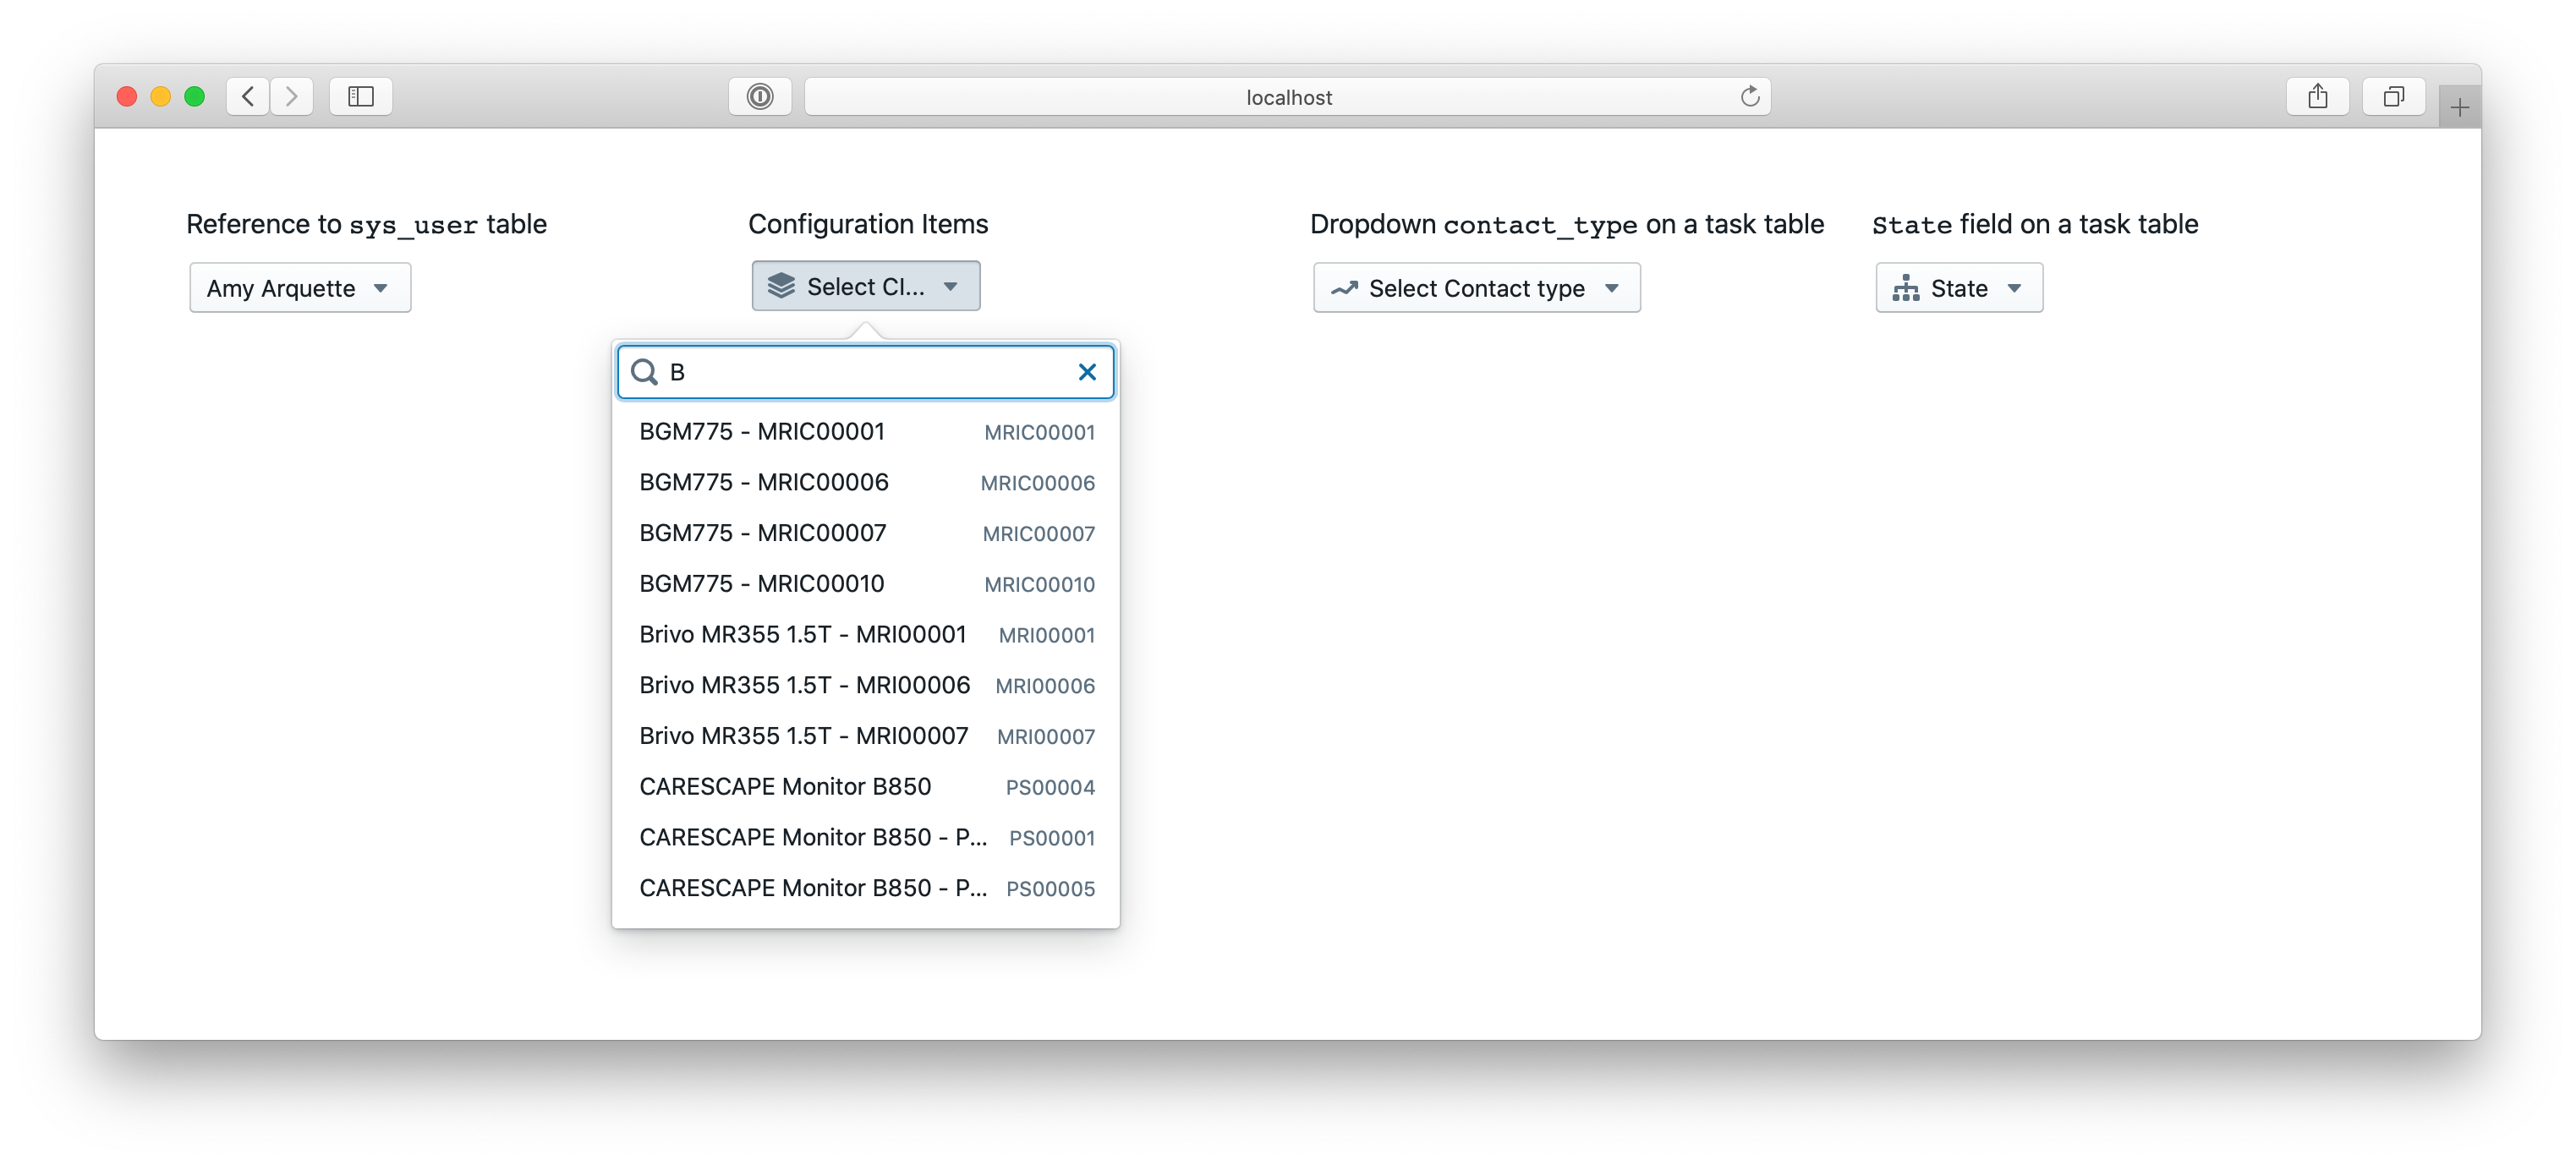 localhost
Reference to sys_user table
Configuration Items
Dropdown contact_type on a task table
State field on a task table
Amy Arquette
Select Cl...
Select Contact type
State
B
BGM775 - MRIC00001 MRIC00001
BGM775 - MRIC00006 MRIC00006
BGM775 - MRIC00007 MRIC00007
BGM775 - MRIC00010 MRIC00010
Brivo MR355 1.5T - MRI00001 MRI00001
Brivo MR355 1.5T - MRI00006 MRI00006
Brivo MR355 1.5T - MRI00007 MRI00007
CARESCAPE Monitor B850 PS00004
CARESCAPE Monitor B850 - P... PS00001
CARESCAPE Monitor B850 - P... PS00005